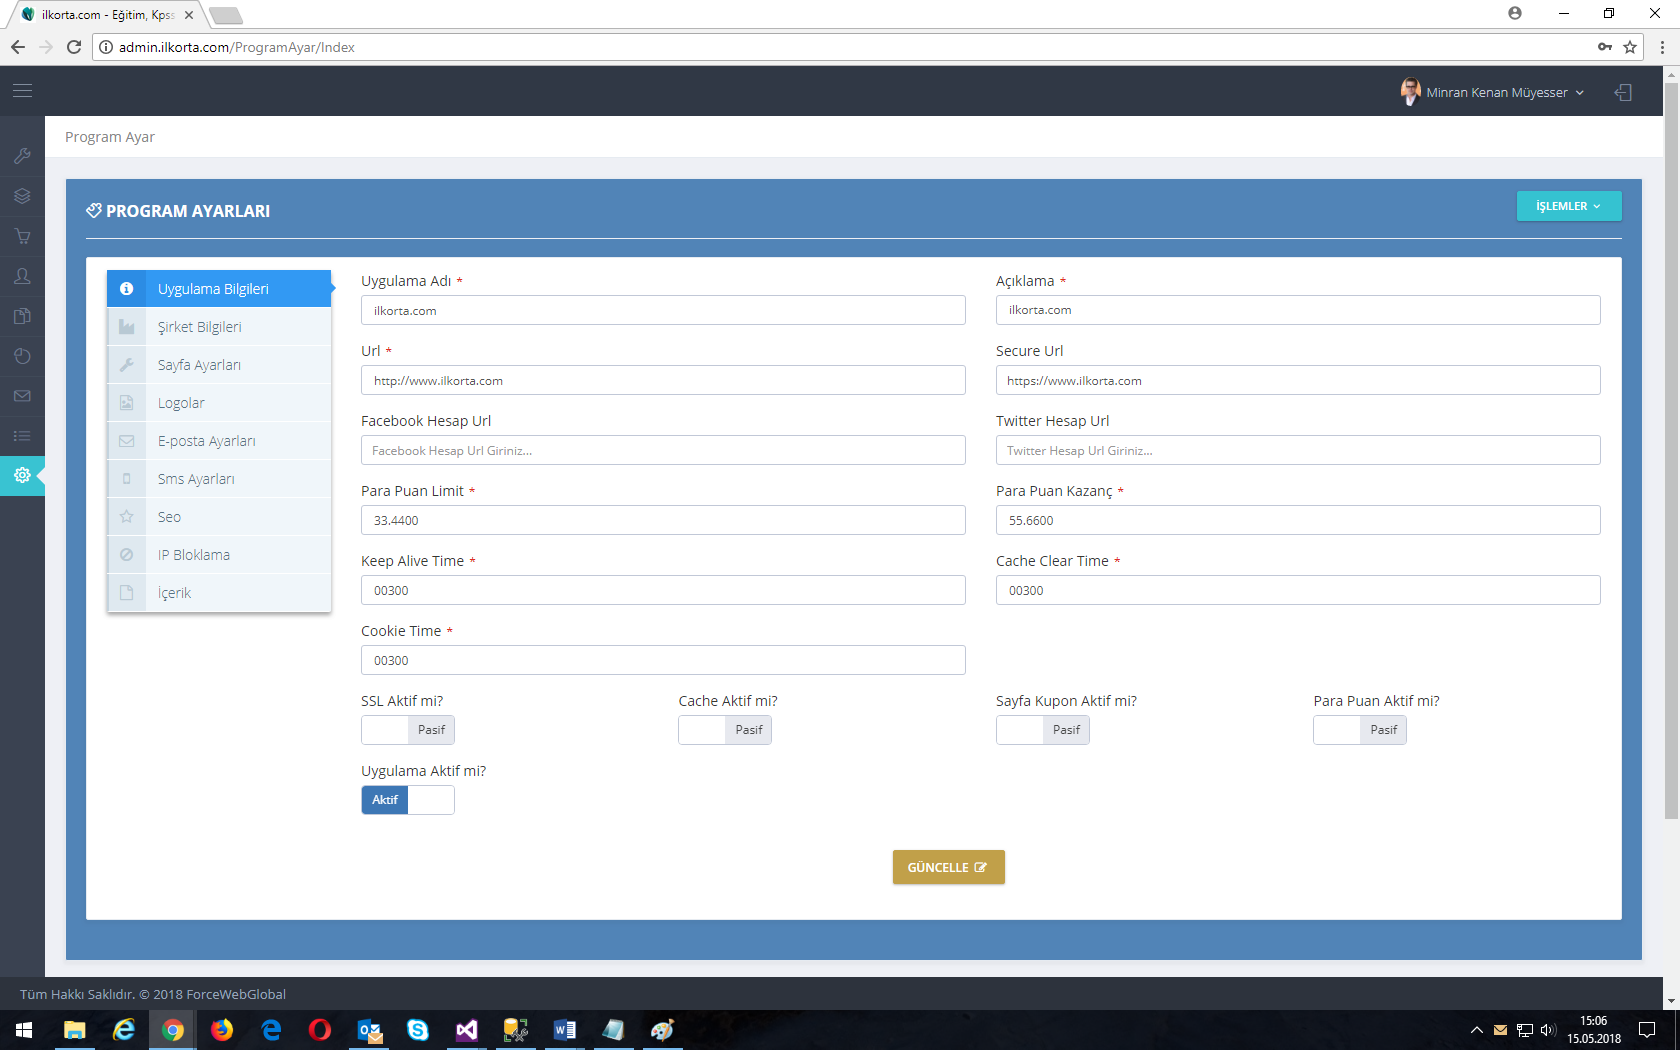 ilkorta.com - Eğitim, Kpss
admin.ilkorta.com/ProgramAyar/Index
Minran Kenan Müyesser
Program Ayar
PROGRAM AYARLARI
İŞLEMLER
Uygulama Bilgileri
Şirket Bilgileri
Sayfa Ayarları
Logolar
E-posta Ayarları
Sms Ayarları
Seo
IP Bloklama
İçerik
Uygulama Adı *
ilkorta.com
Açıklama *
ilkorta.com
Url *
http://www.ilkorta.com
Secure Url
https://www.ilkorta.com
Facebook Hesap Url
Facebook Hesap Url Giriniz...
Twitter Hesap Url
Twitter Hesap Url Giriniz...
Para Puan Limit *
33.4400
Para Puan Kazanç *
55.6600
Keep Alive Time *
00300
Cache Clear Time *
00300
Cookie Time *
00300
SSL Aktif mi?
Pasif
Cache Aktif mi?
Pasif
Sayfa Kupon Aktif mi?
Pasif
Para Puan Aktif mi?
Pasif
Uygulama Aktif mi?
Aktif
GÜNCELLE
Tüm Hakkı Saklıdır. © 2018 ForceWebGlobal
15:06
15.05.2018